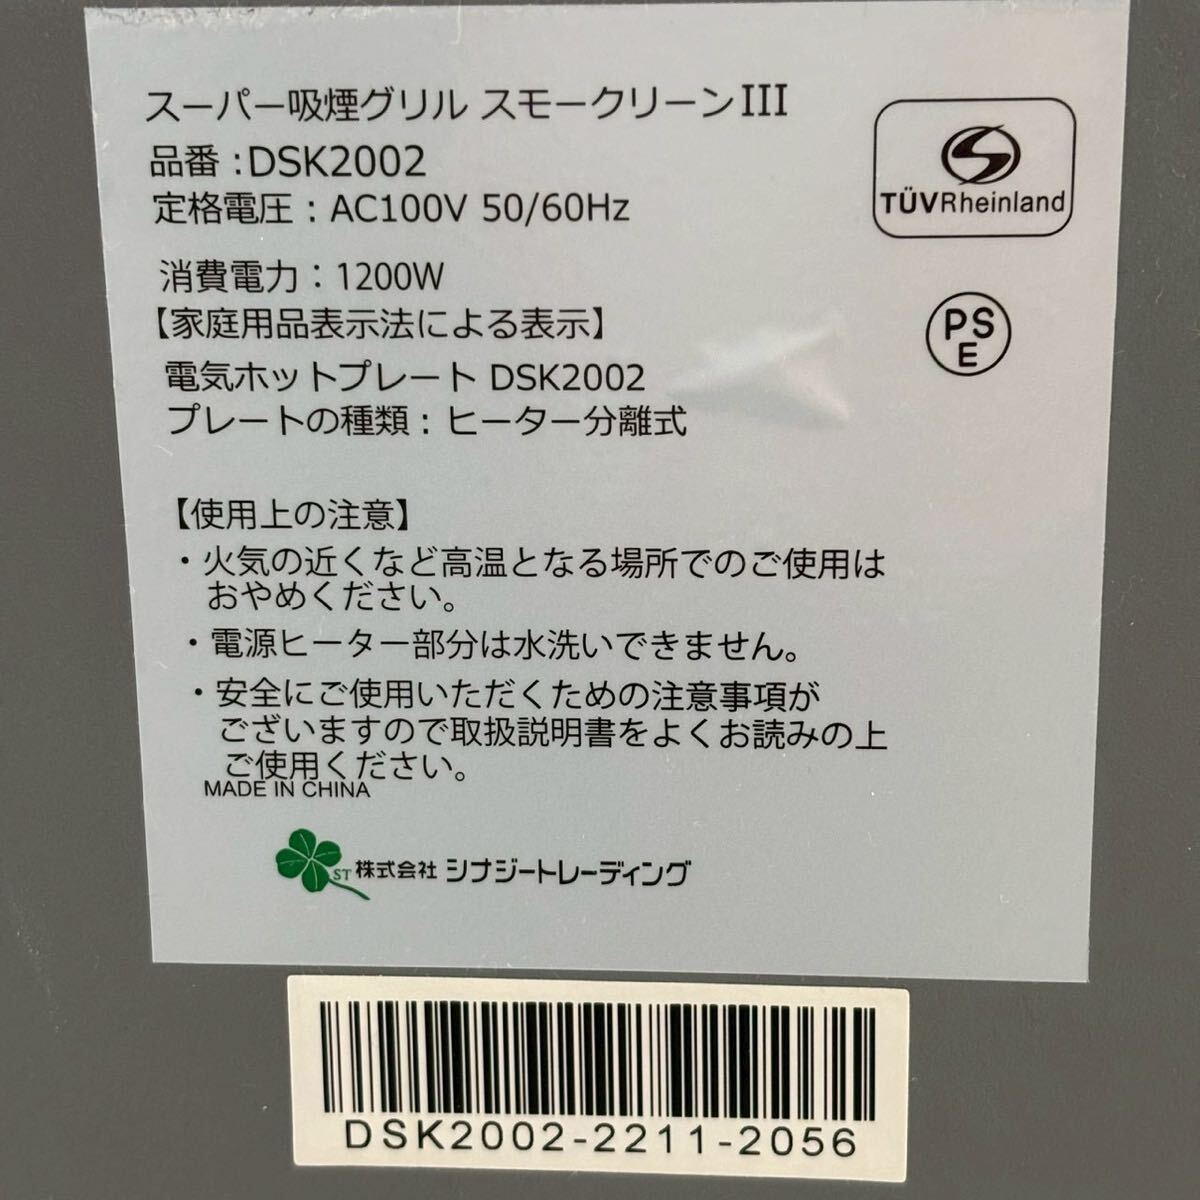 スーパー吸煙グリル スモークリーンIII
品番:DSK2002
定格電圧：AC100V 50/60Hz
消費電力：1200W
【家庭用品表示法による表示】
電気ホットプレート DSK2002
プレートの種類：ヒーター分離式
TÜVRheinland
PS
E
【使用上の注意】
・火気の近くなど高温となる場所でのご使用は
おやめください。
・電源ヒーター部分は水洗いできません。
・安全にご使用いただくための注意事項が
ございますので取扱説明書をよくお読みの上
ご使用ください。
MADE IN CHINA
ST 株式会社 シナジートレーディング
DSK2002-2211-2056